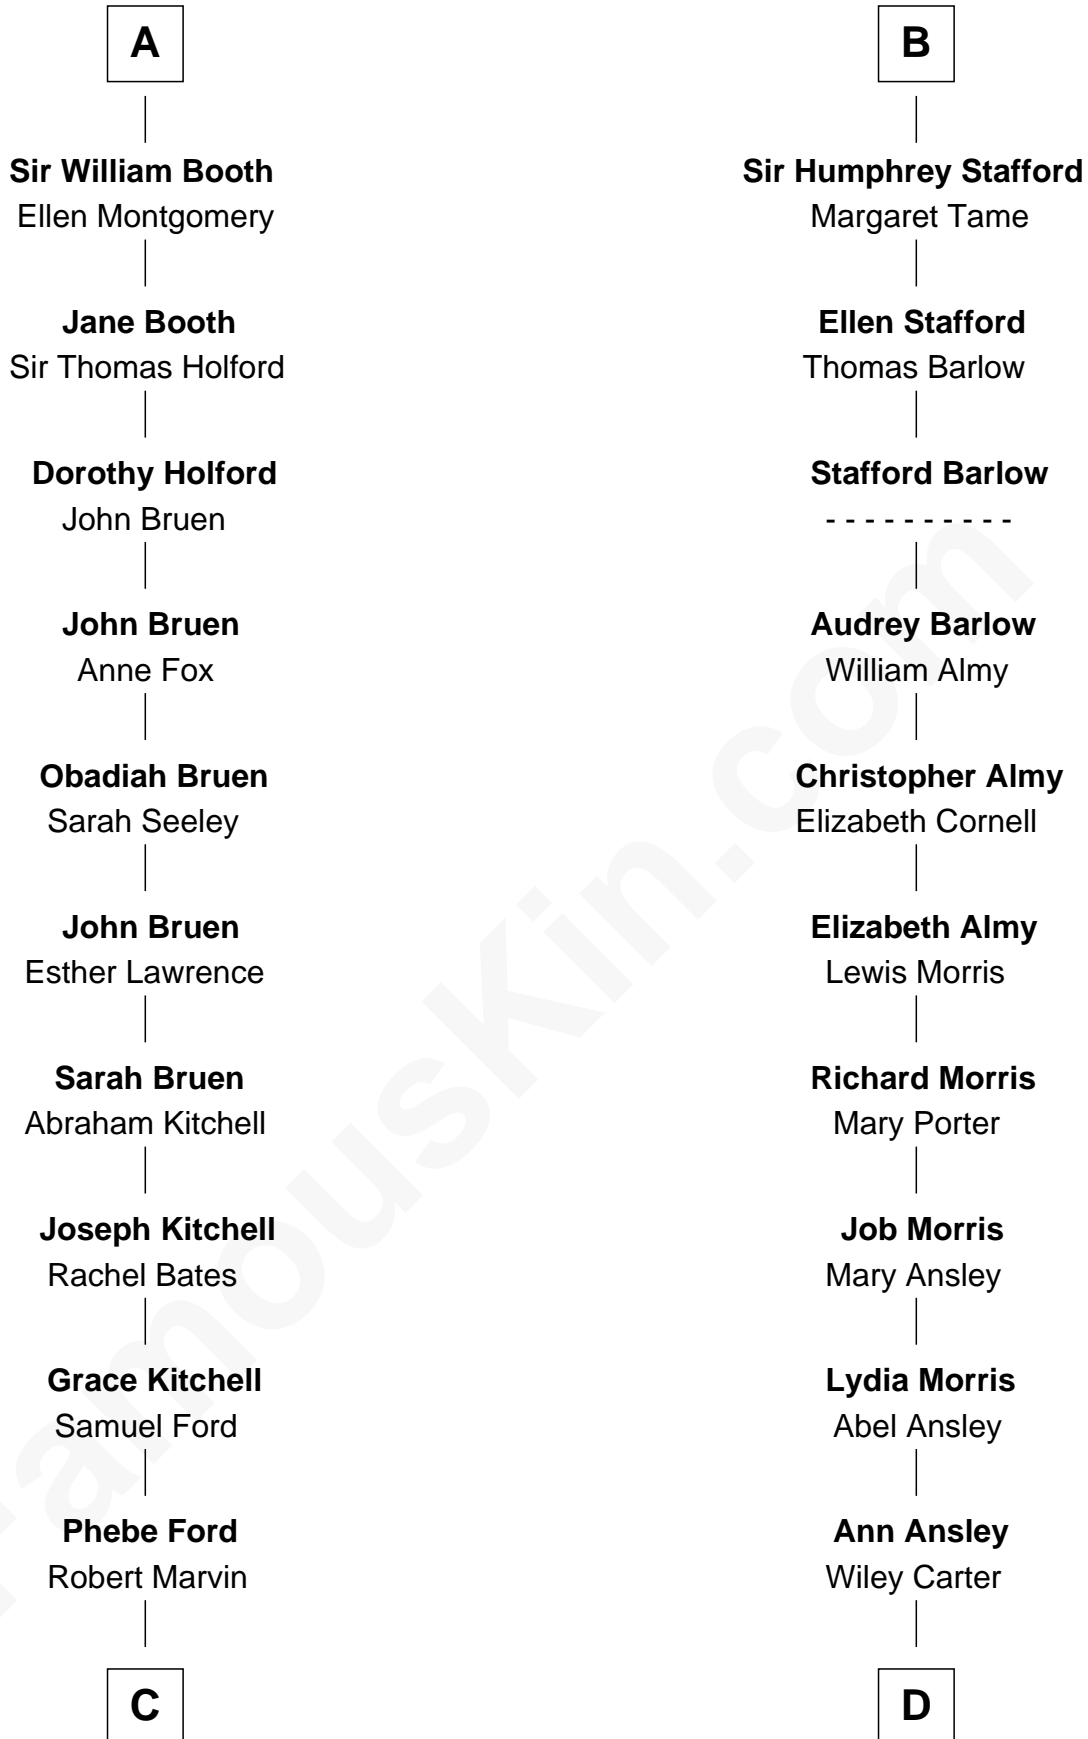 A
Sir William Booth
Ellen Montgomery
Jane Booth
Sir Thomas Holford
Dorothy Holford
John Bruen
John Bruen
Anne Fox
Obadiah Bruen
Sarah Seeley
John Bruen
Esther Lawrence
Sarah Bruen
Abraham Kitchell
Joseph Kitchell
Rachel Bates
Grace Kitchell
Samuel Ford
Phebe Ford
Robert Marvin
C
B
Sir Humphrey Stafford
Margaret Tame
Ellen Stafford
Thomas Barlow
Stafford Barlow
- - - - - - - - - -
Audrey Barlow
William Almy
Christopher Almy
Elizabeth Cornell
Elizabeth Almy
Lewis Morris
Richard Morris
Mary Porter
Job Morris
Mary Ansley
Lydia Morris
Abel Ansley
Ann Ansley
Wiley Carter
D
FamousKin.com